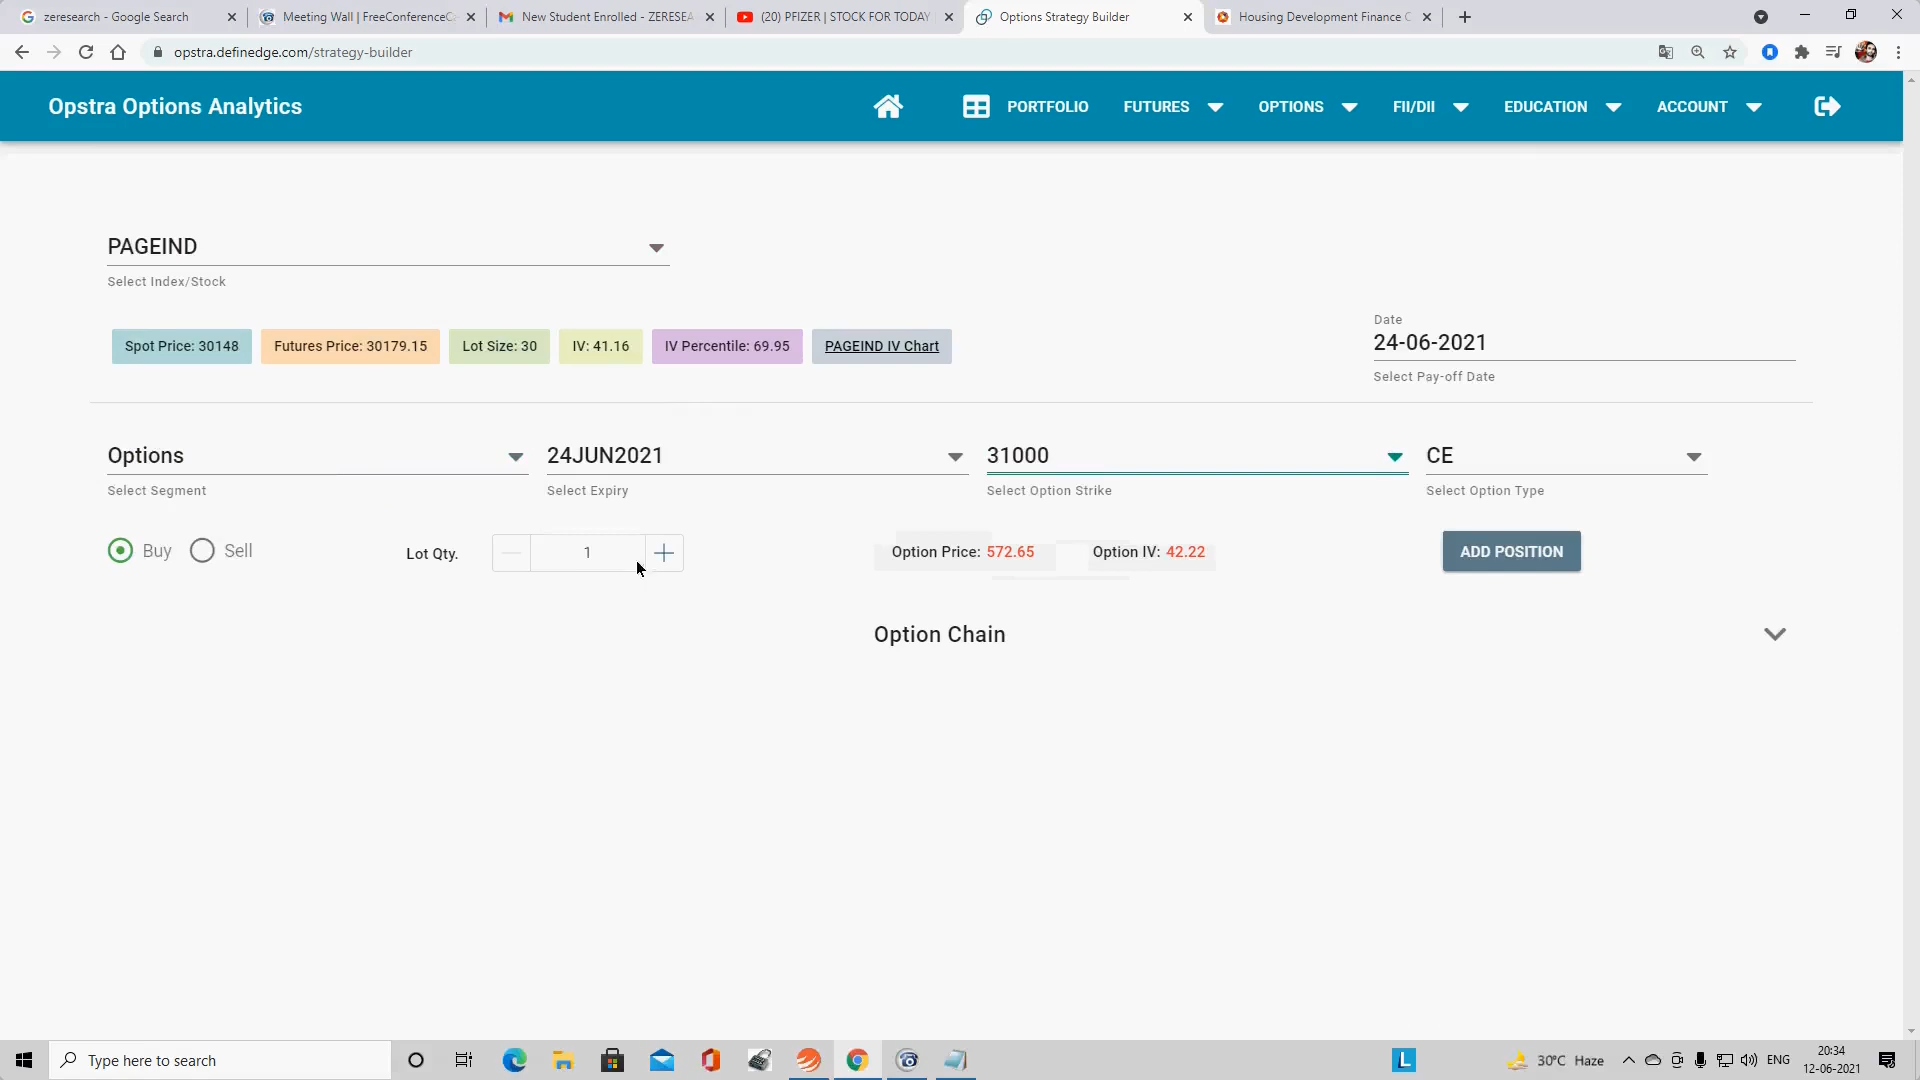 zeresearch - Google Search
Meeting Wall | FreeConferenceC
New Student Enrolled - ZERESEA
(20) PFIZER | STOCK FOR TODAY
Options Strategy Builder
Housing Development Finance C
opstra.definedge.com/strategy-builder
Opstra Options Analytics
PORTFOLIO
FUTURES
OPTIONS
FII/DII
EDUCATION
ACCOUNT
PAGEIND
Select Index/Stock
Spot Price: 30148
Futures Price: 30179.15
Lot Size: 30
IV: 41.16
IV Percentile: 69.95
PAGEIND IV Chart
Date
24-06-2021
Select Pay-off Date
Options
Select Segment
24JUN2021
Select Expiry
31000
Select Option Strike
CE
Select Option Type
Buy
Sell
Lot Qty.
1
Option Price: 572.65
Option IV: 42.22
ADD POSITION
Option Chain
Type here to search
L
30°C Haze
ENG
20:34
12-06-2021